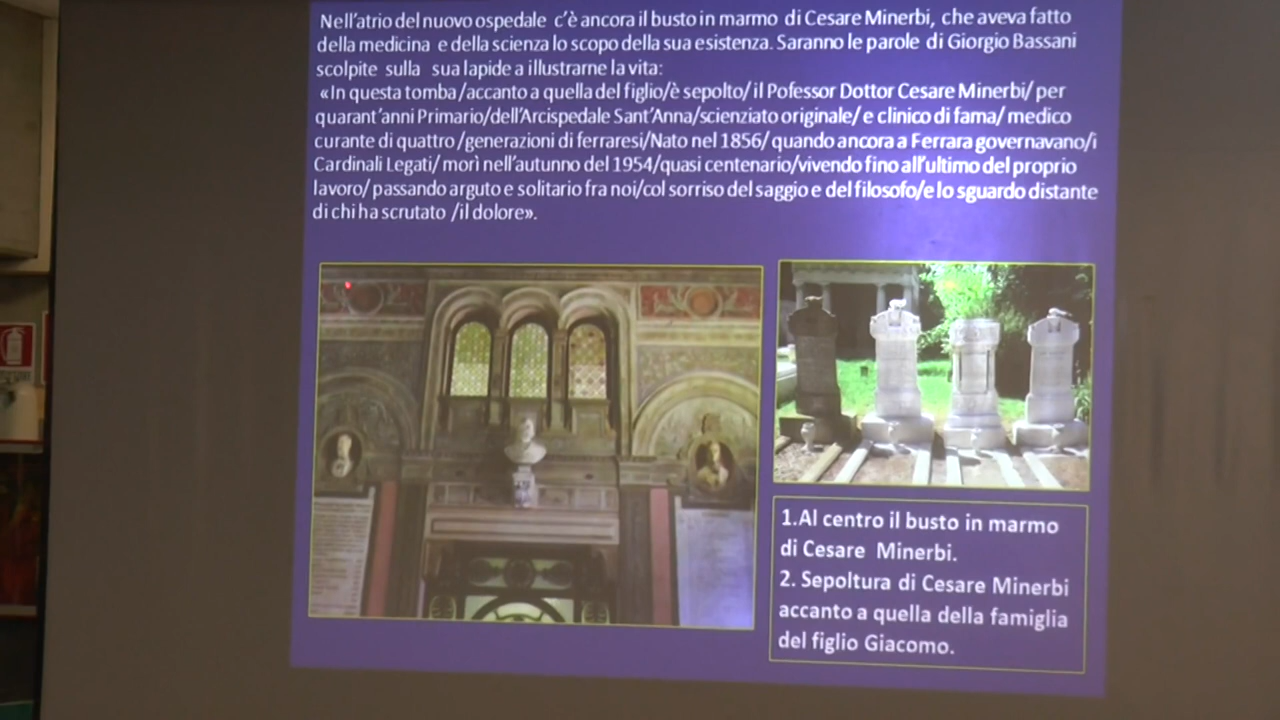 Nell'atrio del nuovo ospedale c'è ancora il busto in marmo di Cesare Minerbi, che aveva fatto
della medicina e della scienza lo scopo della sua esistenza. Saranno le parole di Giorgio Bassani
scolpite sulla sua lapide a illustrarne la vita:
«In questa tomba/accanto a quella del figlio/è sepolto/ il Pofessor Dottor Cesare Minerbi/ per
quarant'anni Primario/dell'Arcispedale Sant'Anna/scienziato originale/ e clinico di fama/ medico
curante di quattro /generazioni di ferraresi/Nato nel 1856/ quando ancora a Ferrara governavano/i
Cardinali Legati/ morì nell'autunno del 1954/quasi centenario/vivendo fino all'ultimo del proprio
lavoro/ passando arguto e solitario fra noi/col sorriso del saggio e del filosofo/e lo sguardo distante
di chi ha scrutato /il dolore».
1.Al centro il busto in marmo
di Cesare Minerbi.
2. Sepoltura di Cesare Minerbi
accanto a quella della famiglia
del figlio Giacomo.